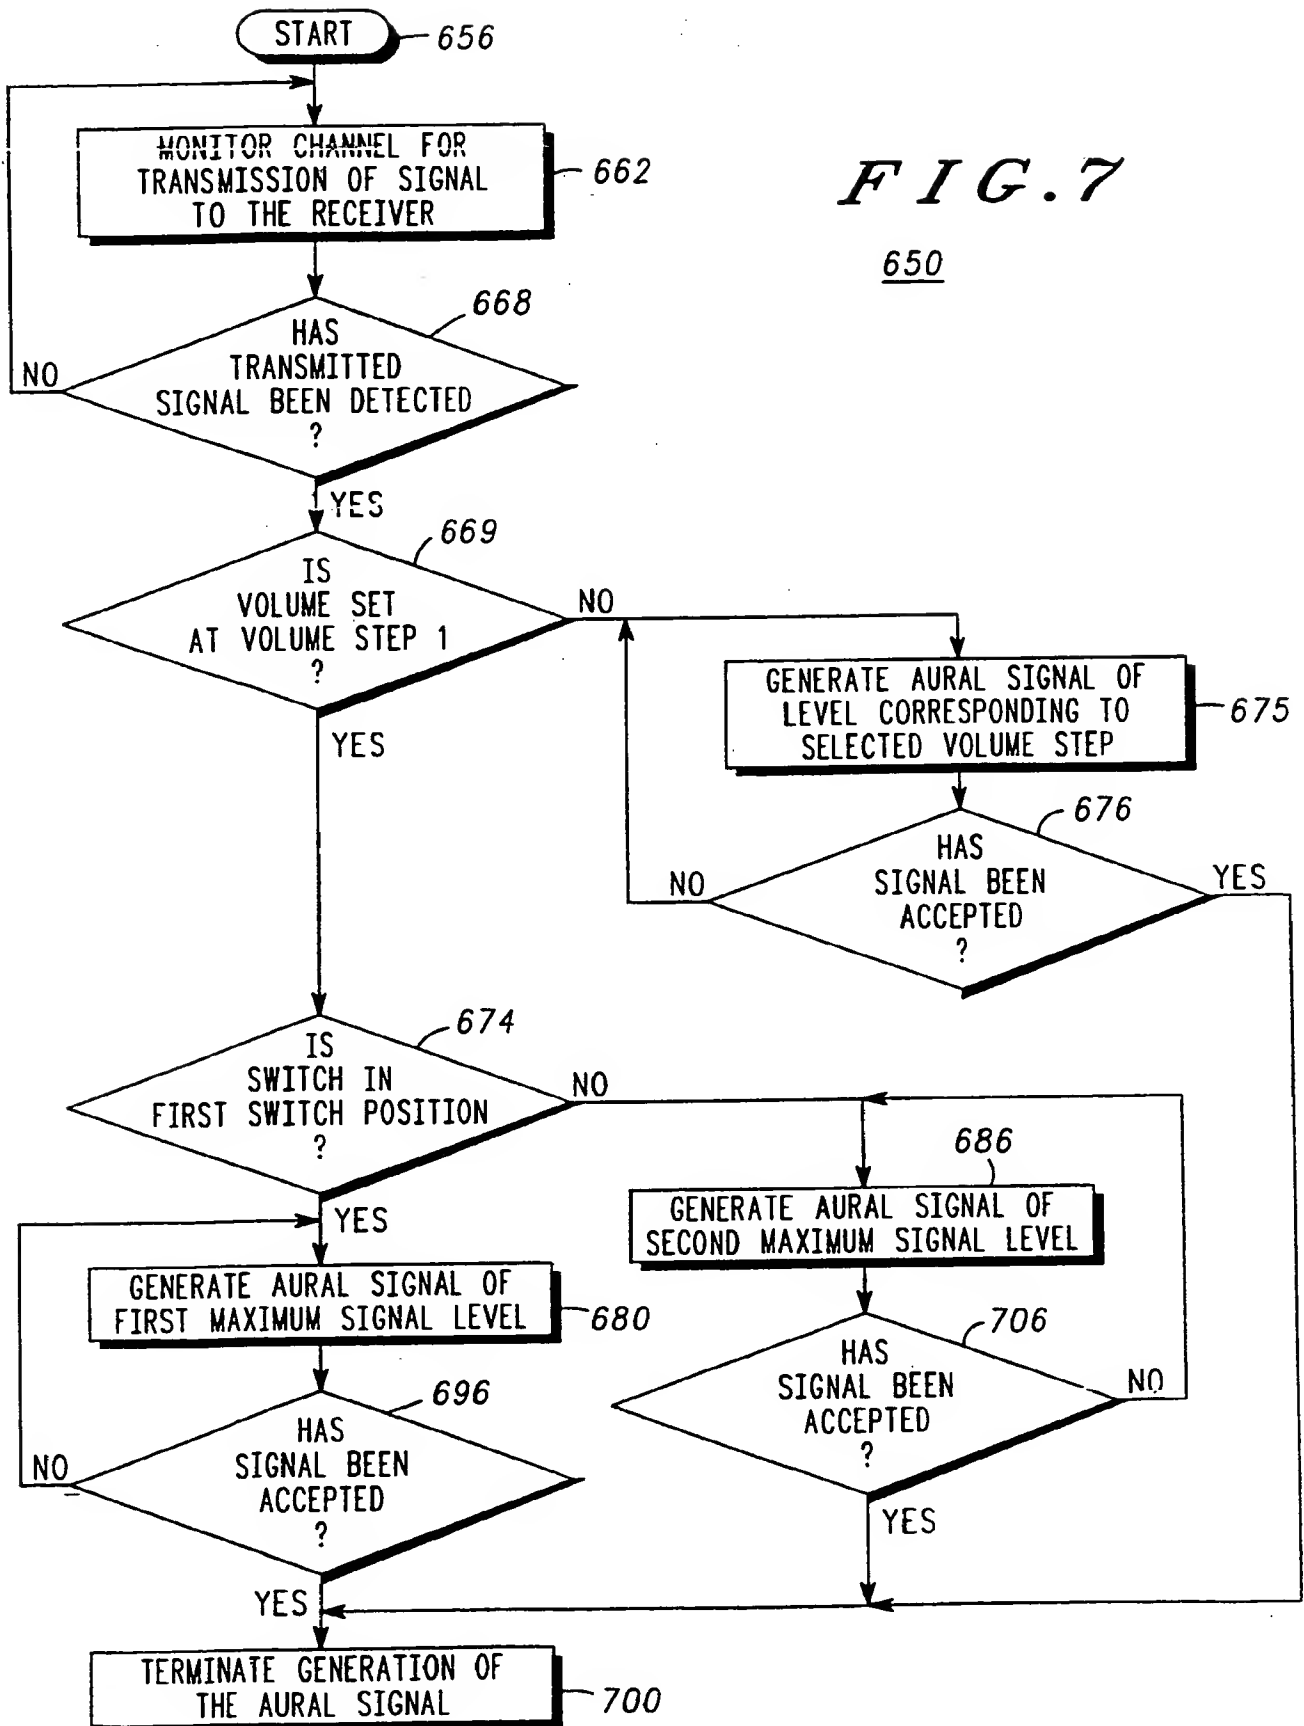 START
656
MONITOR CHANNEL FOR
TRANSMISSION OF SIGNAL
TO THE RECEIVER
662
FIG.7
650
668
HAS
TRANSMITTED
SIGNAL BEEN DETECTED
?
NO
YES
669
IS
VOLUME SET
AT VOLUME STEP 1
?
NO
YES
GENERATE AURAL SIGNAL OF
LEVEL CORRESPONDING TO
SELECTED VOLUME STEP
675
676
HAS
SIGNAL BEEN
ACCEPTED
?
NO
YES
674
IS
SWITCH IN
FIRST SWITCH POSITION
?
NO
YES
686
GENERATE AURAL SIGNAL OF
SECOND MAXIMUM SIGNAL LEVEL
GENERATE AURAL SIGNAL OF
FIRST MAXIMUM SIGNAL LEVEL
680
706
HAS
SIGNAL BEEN
ACCEPTED
?
NO
YES
696
HAS
SIGNAL BEEN
ACCEPTED
?
NO
YES
TERMINATE GENERATION OF
THE AURAL SIGNAL
700